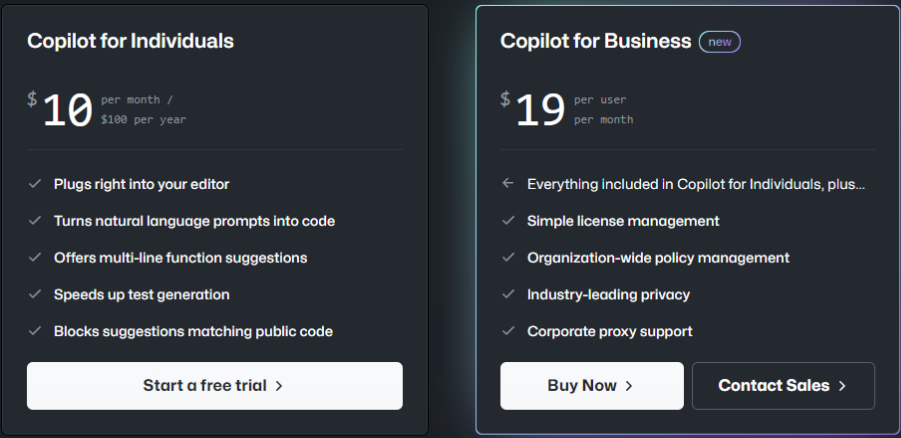 Copilot for Individuals
$10 per month /
$100 per year
Plugs right into your editor
Turns natural language prompts into code
Offers multi-line function suggestions
Speeds up test generation
Blocks suggestions matching public code
Start a free trial
Copilot for Business new
$19 per user
per month
Everything included in Copilot for Individuals, plus...
Simple license management
Organization-wide policy management
Industry-leading privacy
Corporate proxy support
Buy Now
Contact Sales